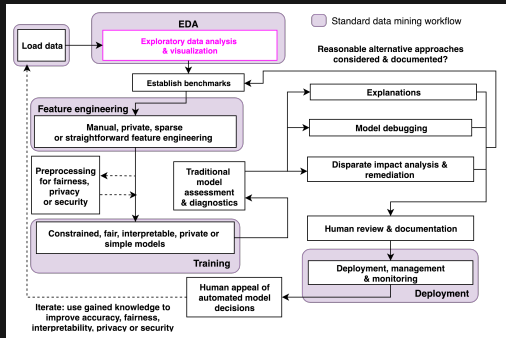 EDA
Standard data mining workflow
Load data
Exploratory data analysis
& visualization
Reasonable alternative approaches
considered & documented?
Establish benchmarks
Explanations
Feature engineering
Manual, private, sparse
or straightforward feature engineering
Model debugging
Preprocessing
for fairness,
privacy
or security
Traditional
model
assessment
& diagnostics
Disparate impact analysis &
remediation
Constrained, fair, interpretable, private or
simple models
Training
Human review & documentation
Deployment, management
& monitoring
Deployment
Human appeal of
automated model
decisions
Iterate: use gained knowledge to
improve accuracy, fairness,
interpretability, privacy or security